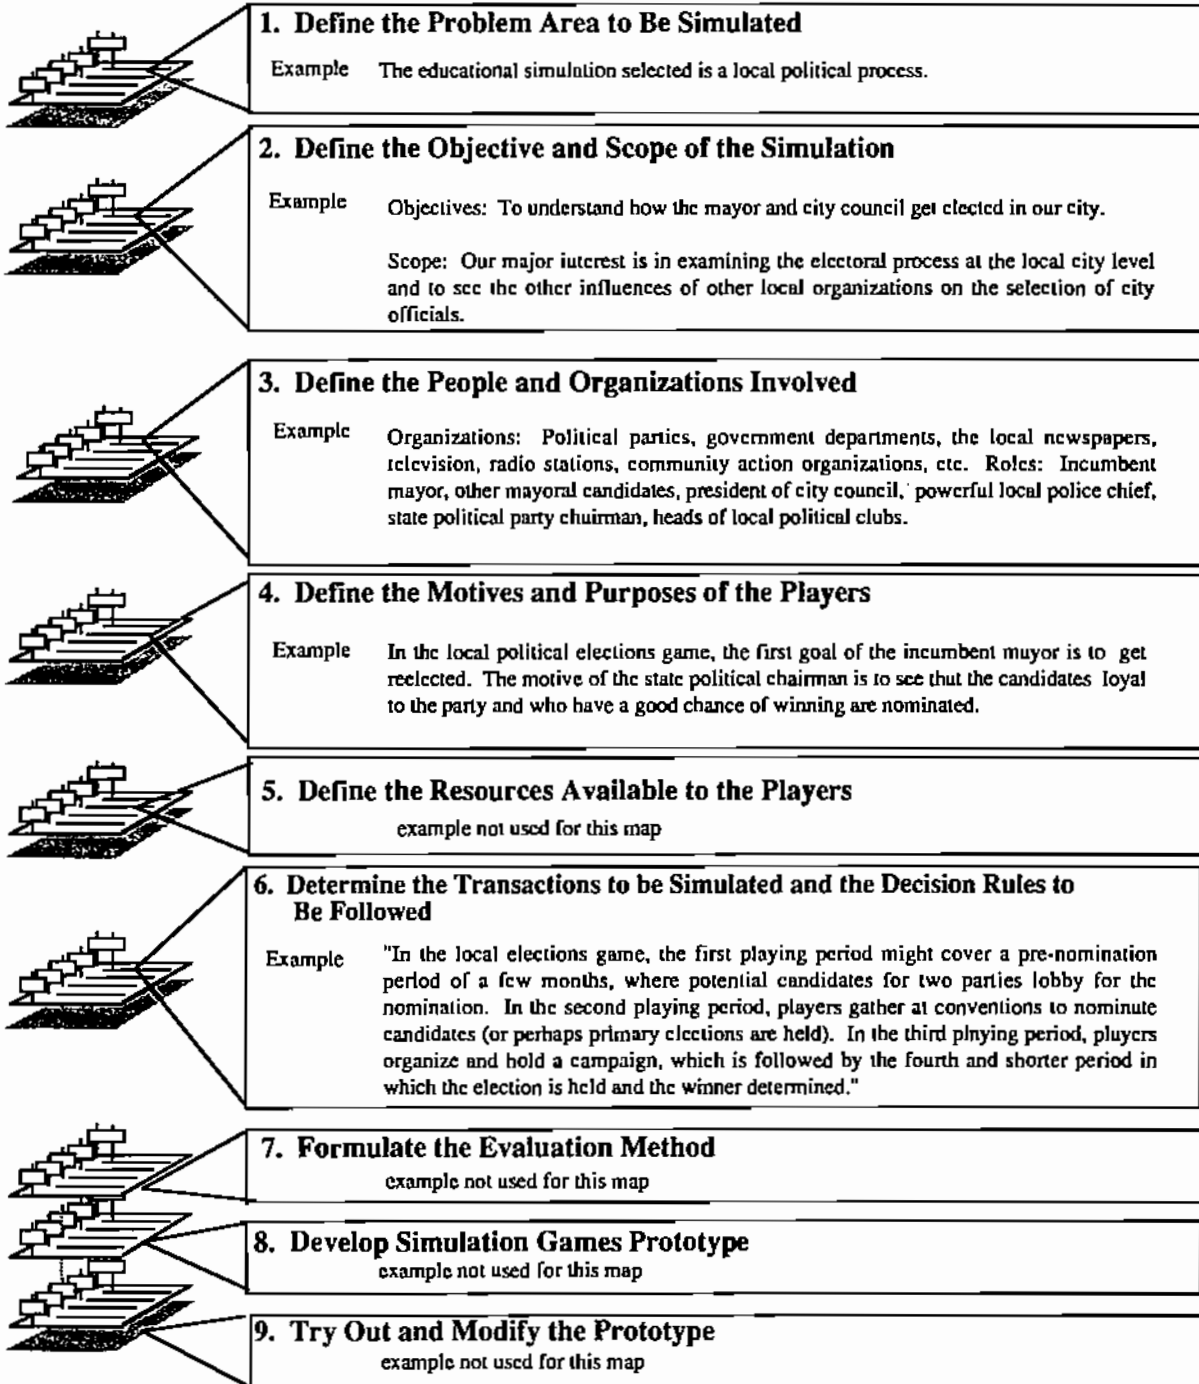 1. Define the Problem Area to Be Simulated
Example The educational simulation selected is a local political process.
2. Define the Objective and Scope of the Simulation
Example Objectives: To understand how the mayor and city council get elected in our city.
Scope: Our major interest is in examining the electoral process at the local city level
and to see the other influences of other local organizations on the selection of city
officials.
3. Define the People and Organizations Involved
Example Organizations: Political parties, government departments, the local newspapers,
television, radio stations, community action organizations, etc. Roles: Incumbent
mayor, other mayoral candidates, president of city council, powerful local police chief,
state political party chairman, heads of local political clubs.
4. Define the Motives and Purposes of the Players
Example In the local political elections game, the first goal of the incumbent mayor is to get
reelected. The motive of the state political chairman is to see that the candidates loyal
to the party and who have a good chance of winning are nominated.
5. Define the Resources Available to the Players
example not used for this map
6. Determine the Transactions to be Simulated and the Decision Rules to
Be Followed
Example "In the local elections game, the first playing period might cover a pre-nomination
period of a few months, where potential candidates for two parties lobby for the
nomination. In the second playing period, players gather at conventions to nominate
candidates (or perhaps primary elections are held). In the third playing period, players
organize and hold a campaign, which is followed by the fourth and shorter period in
which the election is held and the winner determined."
7. Formulate the Evaluation Method
example not used for this map
8. Develop Simulation Games Prototype
example not used for this map
9. Try Out and Modify the Prototype
example not used for this map